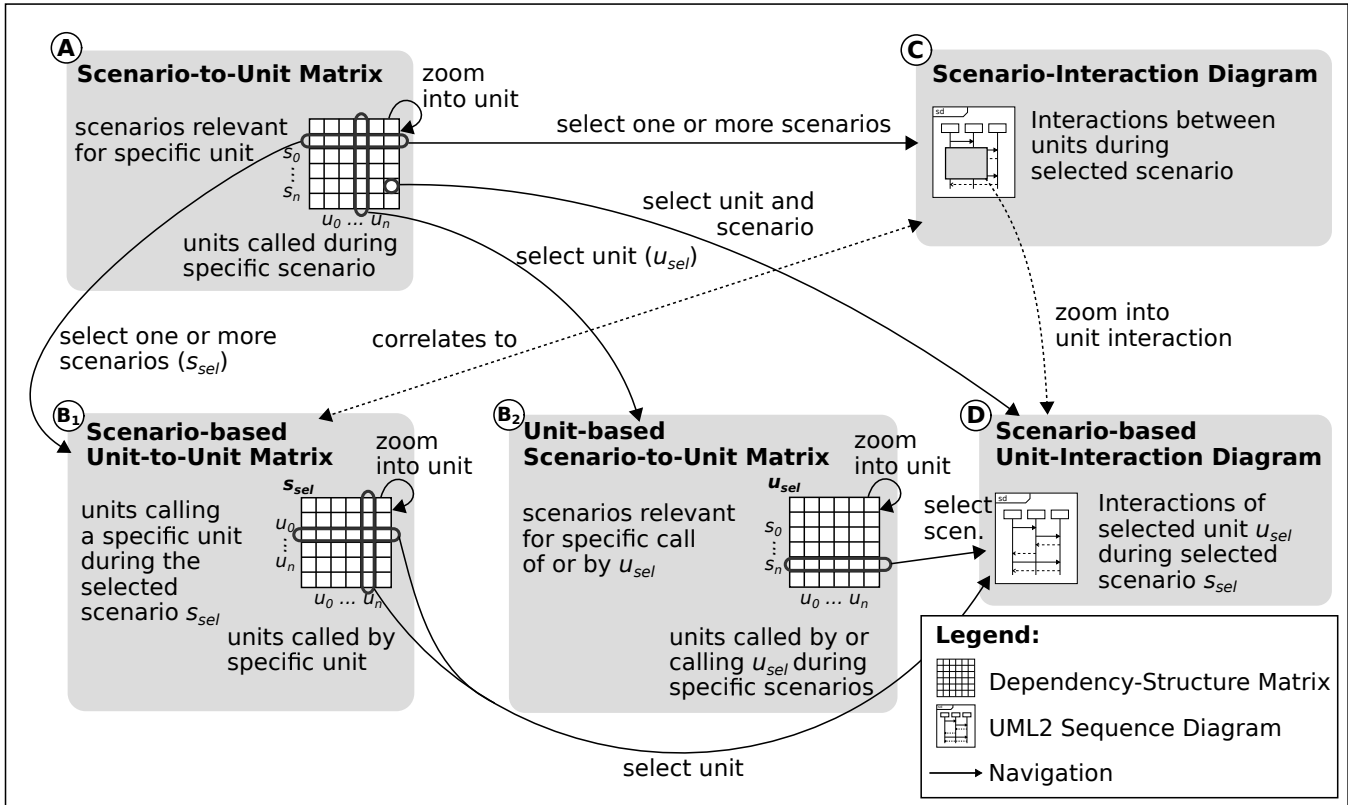 A
Scenario-to-Unit Matrix
zoom
into unit
scenarios relevant
for specific unit
s0
...
sn
u0 ... un
units called during
specific scenario
select one or more scenarios
C
Scenario-Interaction Diagram
sd
Interactions between
units during
selected scenario
select unit and
scenario
select unit (usel)
select one or more
scenarios (ssel)
correlates to
zoom into
unit interaction
B1
Scenario-based
Unit-to-Unit Matrix
zoom
into unit
ssel
units calling
a specific unit
during the
selected
scenario ssel
u0
...
un
u0 ... un
units called by
specific unit
B2
Unit-based
Scenario-to-Unit Matrix
zoom
into unit
usel
scenarios relevant
for specific call
of or by usel
s0
...
sn
u0 ... un
units called by or
calling usel during
specific scenarios
select
scen.
D
Scenario-based
Unit-Interaction Diagram
sd
Interactions of
selected unit usel
during selected
scenario ssel
select unit
Legend:
Dependency-Structure Matrix
sd
UML2 Sequence Diagram
Navigation